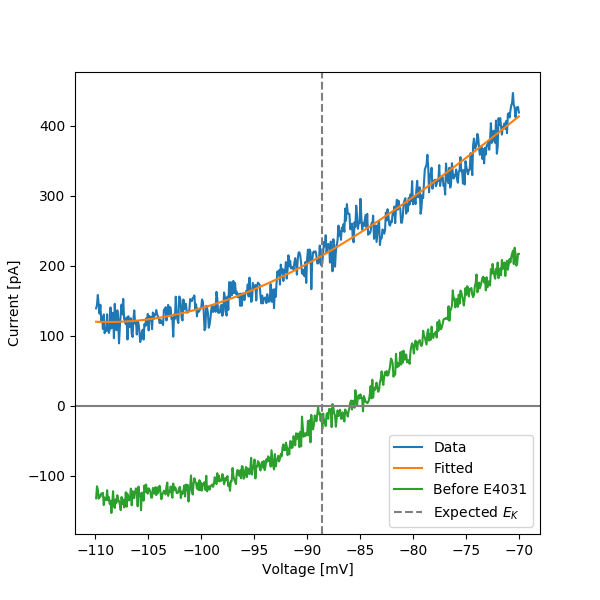 400
300
200
100
0
−100
−110 −105 −100 −95 −90 −85 −80 −75 −70
Current [pA]
Voltage [mV]
Data
Fitted
Before E4031
Expected E_K